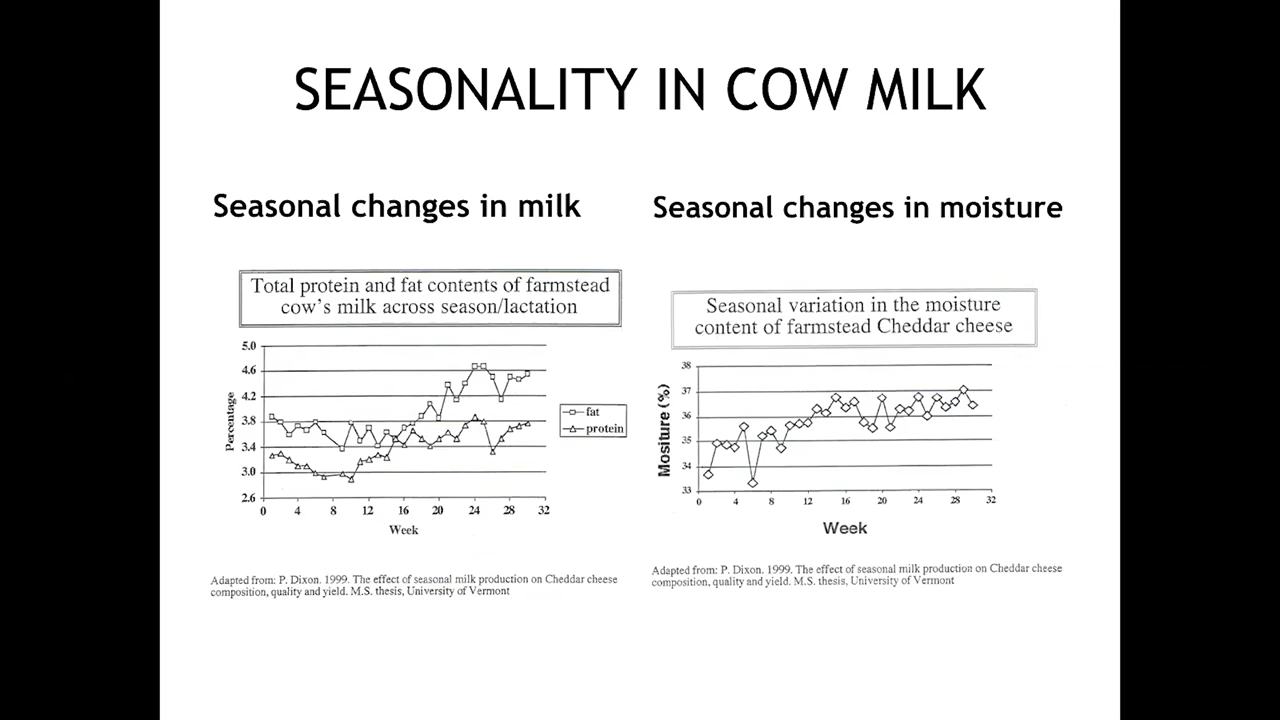 SEASONALITY IN COW MILK
Seasonal changes in milk
Total protein and fat contents of farmstead
cow's milk across season/lactation
5.0
4.6
4.2
3.8
3.4
3.0
2.6
Percentage
0 4 8 12 16 20 24 28 32
Week
fat
protein
Adapted from: P. Dixon. 1999. The effect of seasonal milk production on Cheddar cheese
composition, quality and yield. M.S. thesis, University of Vermont
Seasonal changes in moisture
Seasonal variation in the moisture
content of farmstead Cheddar cheese
38
37
36
35
34
33
Mositure (%)
0 4 8 12 16 20 24 28 32
Week
Adapted from: P. Dixon. 1999. The effect of seasonal milk production on Cheddar cheese
composition, quality and yield. M.S. thesis, University of Vermont